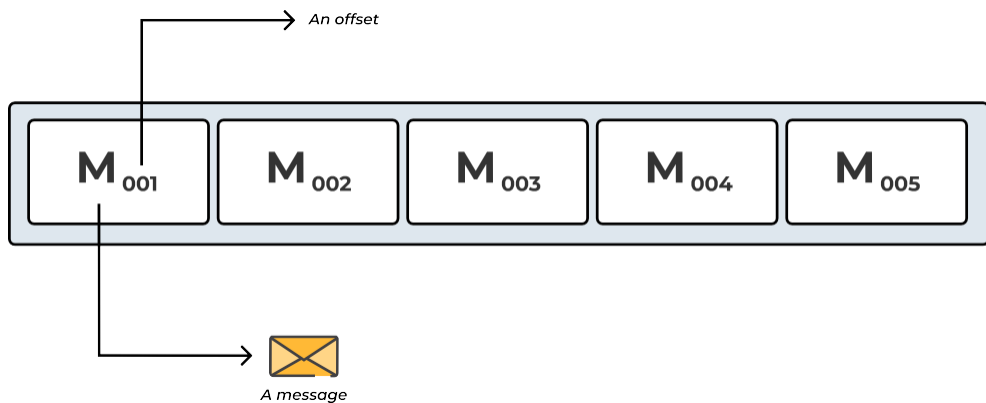 An offset
M 001
M 002
M 003
M 004
M 005
A message